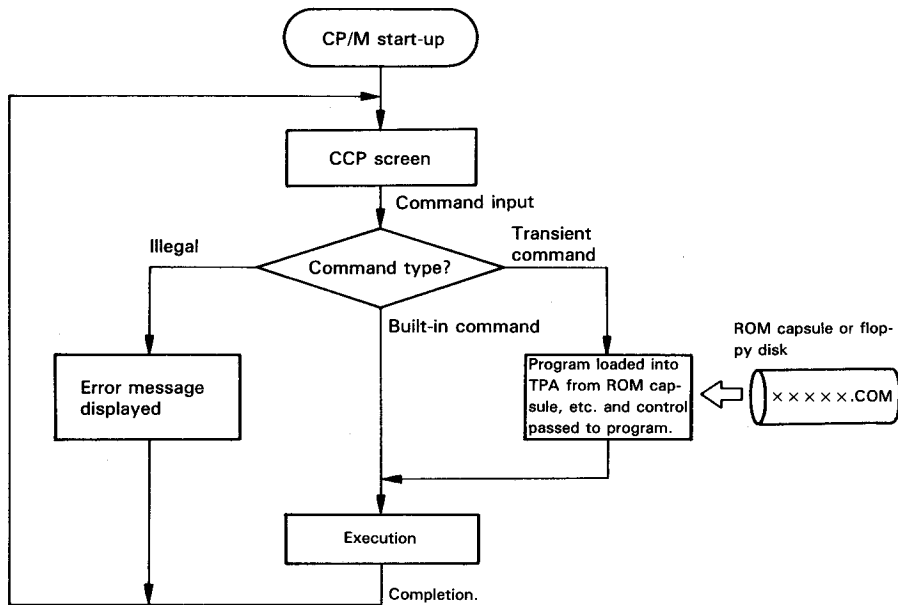 CP/M start-up
CCP screen
Command input
Illegal
Transient
command
Command type?
Built-in command
ROM capsule or flop-
py disk
Error message
displayed
Program loaded into
TPA from ROM cap-
sule, etc. and control
passed to program.
×××××.COM
Execution
Completion.